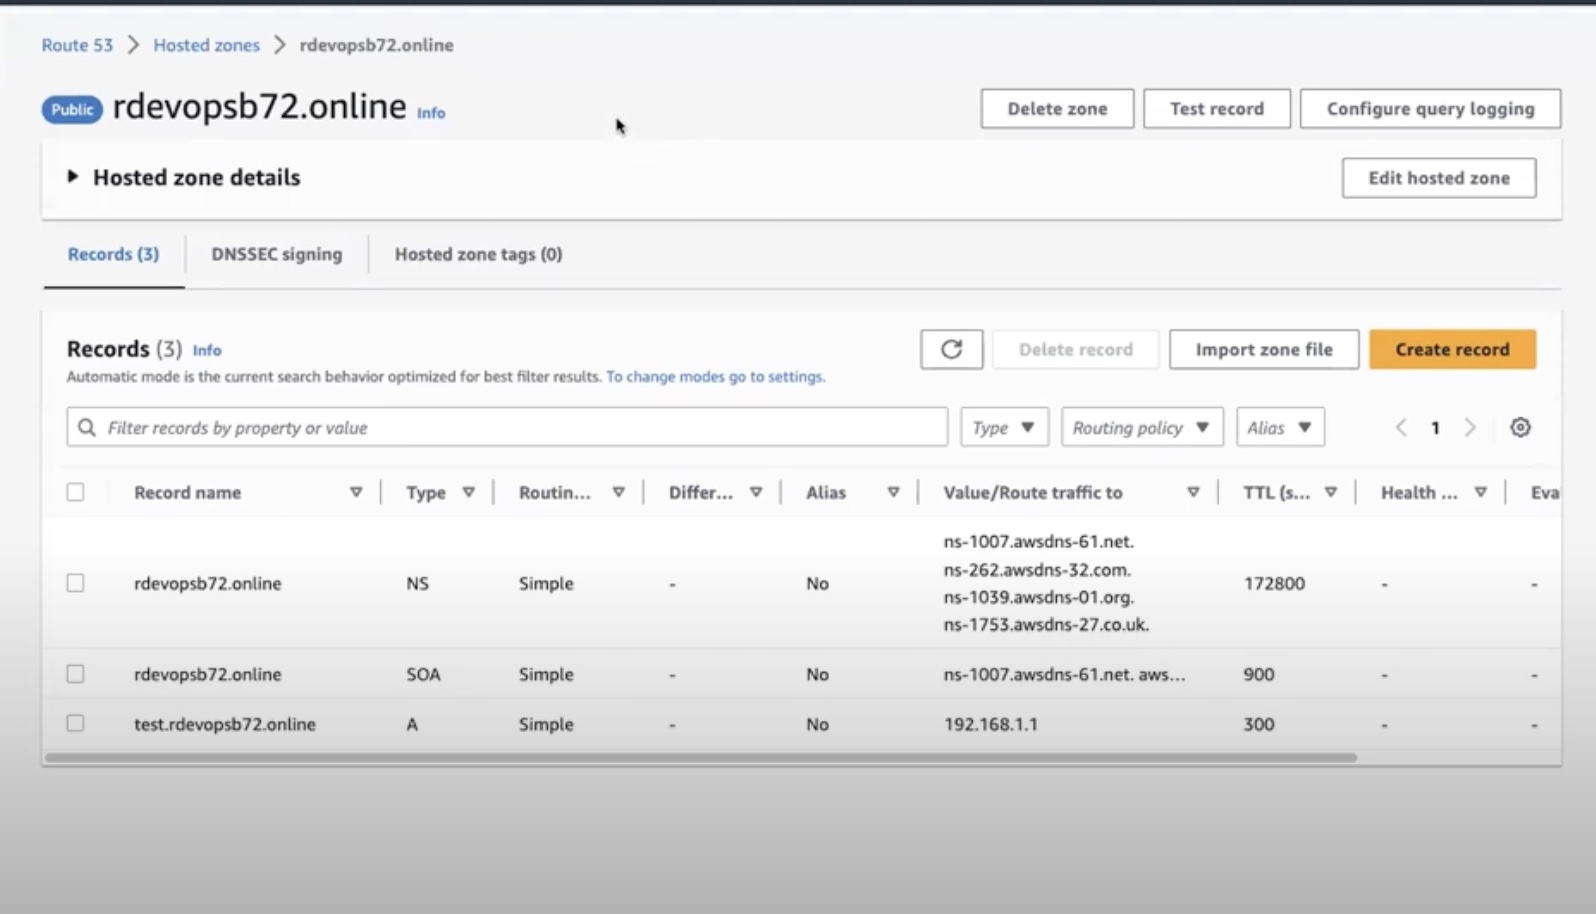 Route 53 > Hosted zones > rdevopsb72.online
Public rdevopsb72.online Info
Delete zone Test record Configure query logging
Hosted zone details Edit hosted zone
Records (3) DNSSEC signing Hosted zone tags (0)
Records (3) Info
Delete record Import zone file Create record
Automatic mode is the current search behavior optimized for best filter results. To change modes go to settings.
Filter records by property or value Type Routing policy Alias 1
Record name Type Routin... Differ... Alias Value/Route traffic to TTL (s... Health ... Eva
rdevopsb72.online NS Simple - No ns-1007.awsdns-61.net.
ns-262.awsdns-32.com.
ns-1039.awsdns-01.org.
ns-1753.awsdns-27.co.uk. 172800 - -
rdevopsb72.online SOA Simple - No ns-1007.awsdns-61.net. aws... 900 - -
test.rdevopsb72.online A Simple - No 192.168.1.1 300 - -